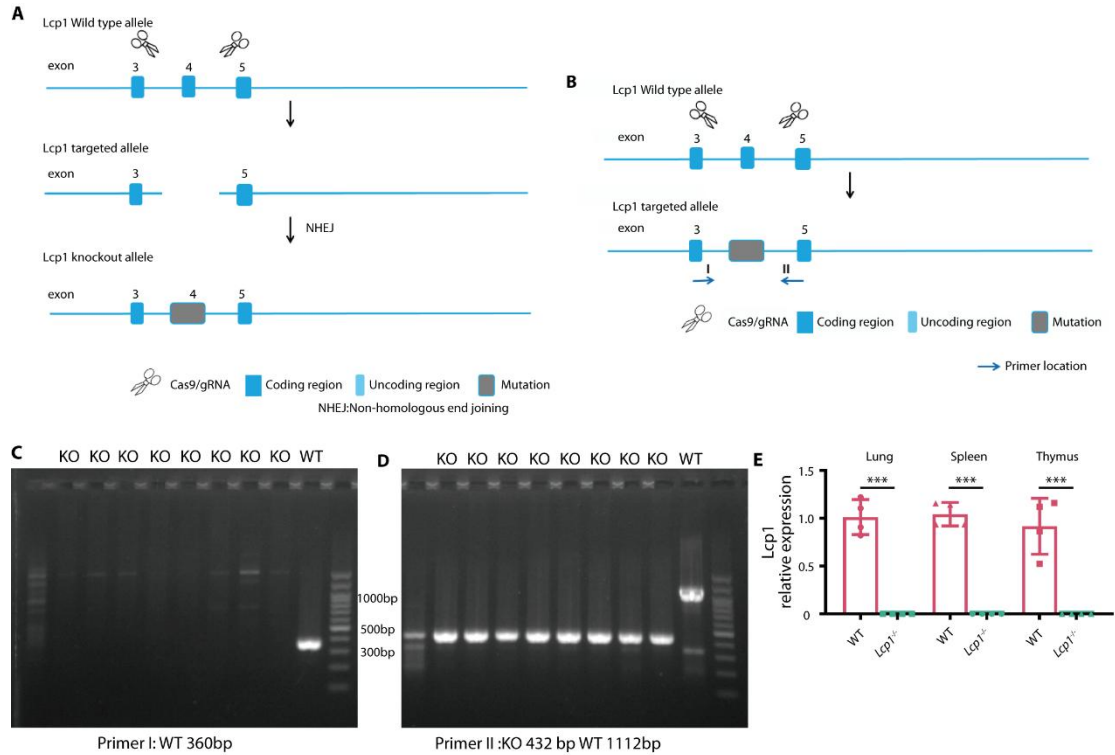 A
Lcp1 Wild type allele
exon
3
4
5
Lcp1 targeted allele
exon
3
5
NHEJ
Lcp1 knockout allele
exon
3
4
5
Cas9/gRNA
Coding region
Uncoding region
Mutation
NHEJ:Non-homologous end joining
B
Lcp1 Wild type allele
exon
3
4
5
Lcp1 targeted allele
exon
3
5
I
II
Cas9/gRNA
Coding region
Uncoding region
Mutation
Primer location
C
KO KO KO KO KO KO KO KO WT
Primer I: WT 360bp
D
KO KO KO KO KO KO KO KO WT
1000bp
500bp
300bp
Primer II :KO 432 bp WT 1112bp
E
Lung Spleen Thymus
*** *** ***
Lcp1
relative expression
1.5
1.0
0.5
0
WT Lcp1-/- WT Lcp1-/- WT Lcp1-/-